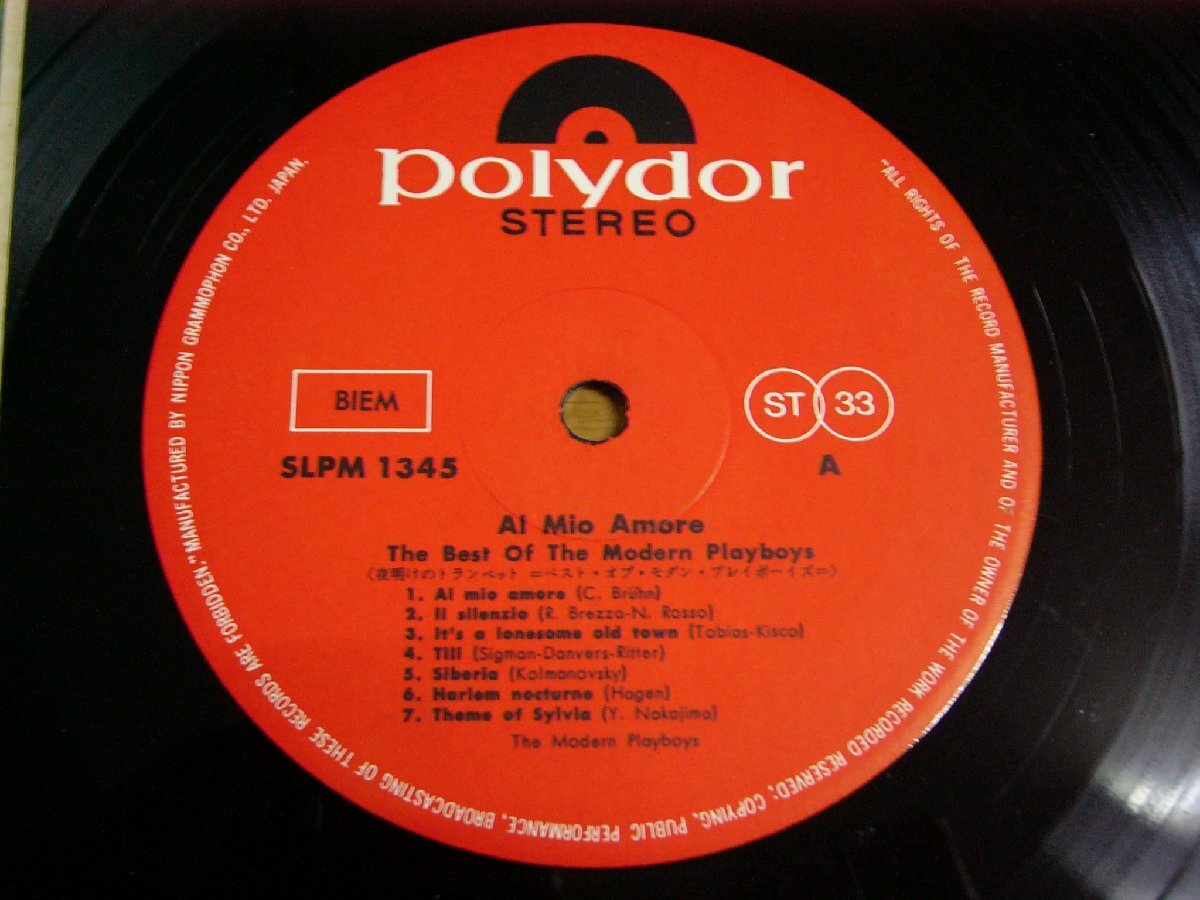 polydor
STEREO
BIEM
ST 33
SLPM 1345
A
Al Mio Amore
The Best Of The Modern Playboys
(夜明けのトランペット =ベスト・オブ・モダン・プレイボーイズ=)
1. Al mio amore (C. Brühn)
2. Il silenzio (R. Brezza-N. Rosso)
3. It's a lonesome old town (Tobias-Kisco)
4. Till (Sigman-Danvers-Ritter)
5. Siberia (Kolmanovsky)
6. Harlem nocturne (Hagen)
7. Theme of Sylvia (Y. Nakajima)
The Modern Playboys
"ALL RIGHTS OF THE RECORD MANUFACTURER AND OF THE OWNER OF THE WORK RECORDED RESERVED; COPYING, PUBLIC PERFORMANCE, BROADCASTING OF THESE RECORDS ARE FORBIDDEN," MANUFACTURED BY NIPPON GRAMMOPHON CO., LTD. JAPAN.